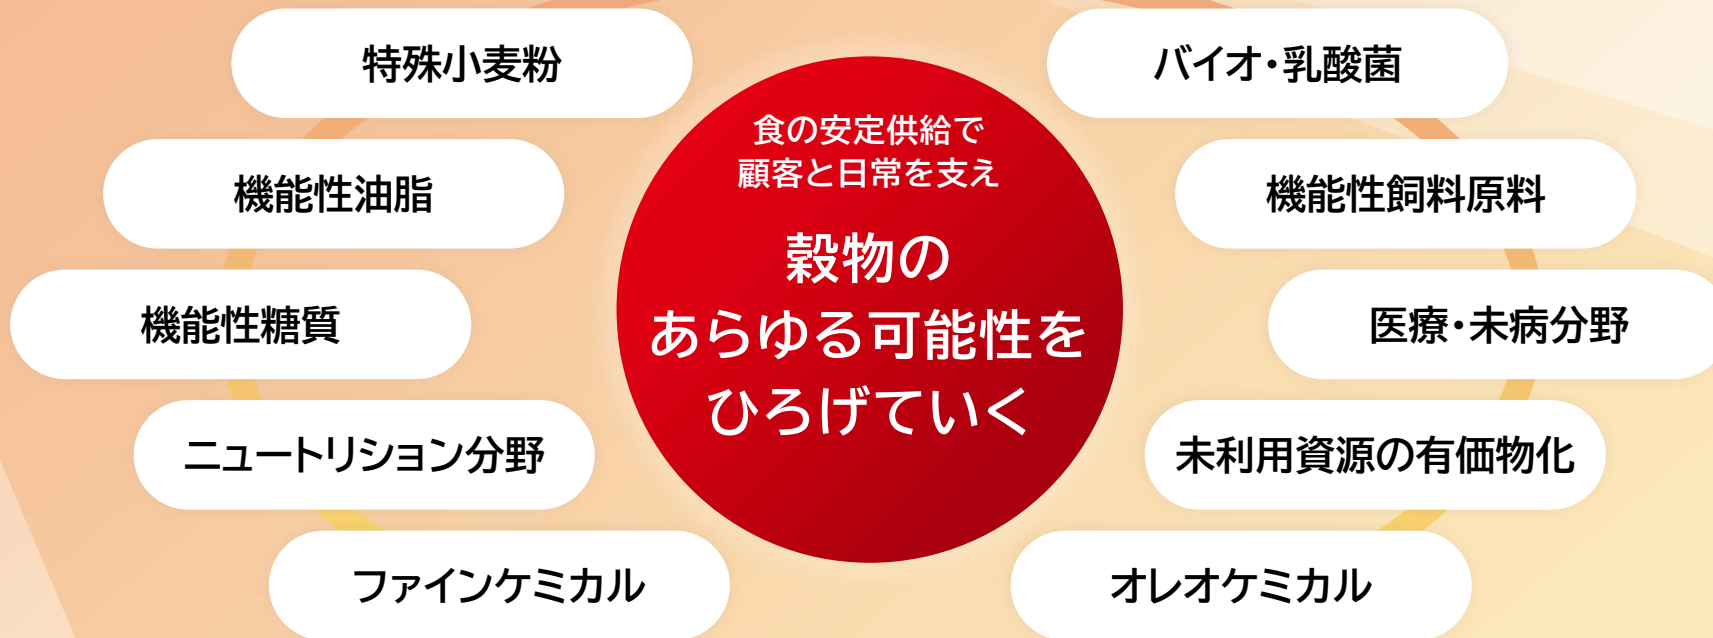 特殊小麦粉
機能性油脂
機能性糖質
ニュートリション分野
ファインケミカル
食の安定供給で
顧客と日常を支え
穀物の
あらゆる可能性を
ひろげていく
バイオ・乳酸菌
機能性飼料原料
医療・未病分野
未利用資源の有価物化
オレオケミカル